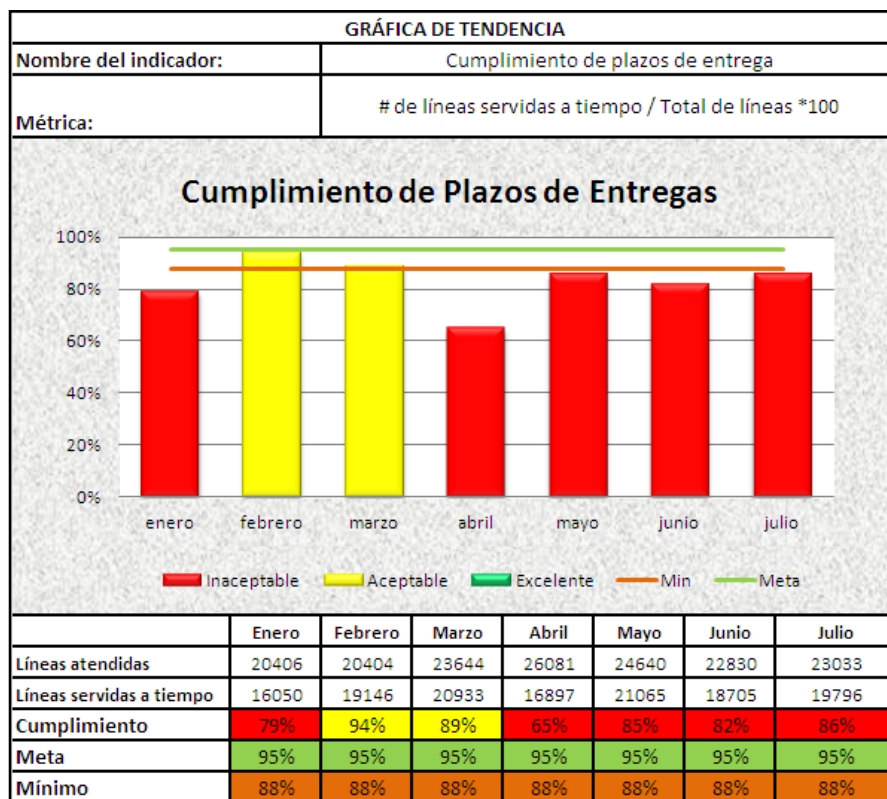 GRÁFICA DE TENDENCIA
Nombre del indicador: Cumplimiento de plazos de entrega
Métrica: # de líneas servidas a tiempo / Total de líneas *100
Cumplimiento de Plazos de Entregas
100%
80%
60%
40%
20%
0%
enero febrero marzo abril mayo junio julio
Inaceptable Aceptable Excelente Min Meta
Enero Febrero Marzo Abril Mayo Junio Julio
Líneas atendidas 20406 20404 23644 26081 24640 22830 23033
Líneas servidas a tiempo 16050 19146 20933 16897 21065 18705 19796
Cumplimiento 79% 94% 89% 65% 85% 82% 86%
Meta 95% 95% 95% 95% 95% 95% 95%
Mínimo 88% 88% 88% 88% 88% 88% 88%